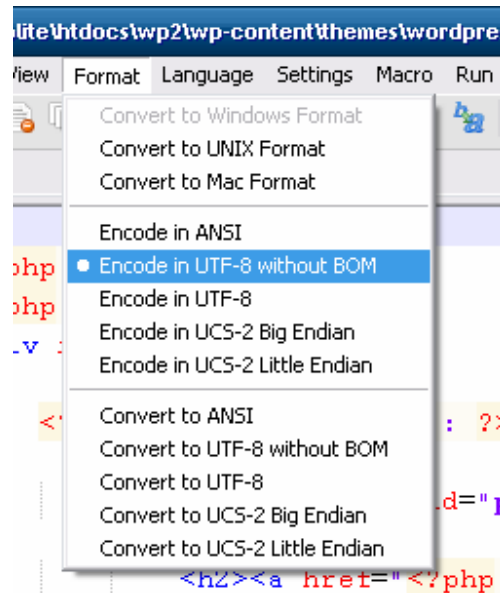 olite\htdocs\wp2\wp-content\themes\wordpre
View Format Language Settings Macro Run
Convert to Windows Format
Convert to UNIX Format
Convert to Mac Format
Encode in ANSI
php
Encode in UTF-8 without BOM
php
Encode in UTF-8
Encode in UCS-2 Big Endian
Encode in UCS-2 Little Endian
<
Convert to ANSI
: ?>
Convert to UTF-8 without BOM
Convert to UTF-8
d="p
Convert to UCS-2 Big Endian
Convert to UCS-2 Little Endian
<h2><a href="<?php